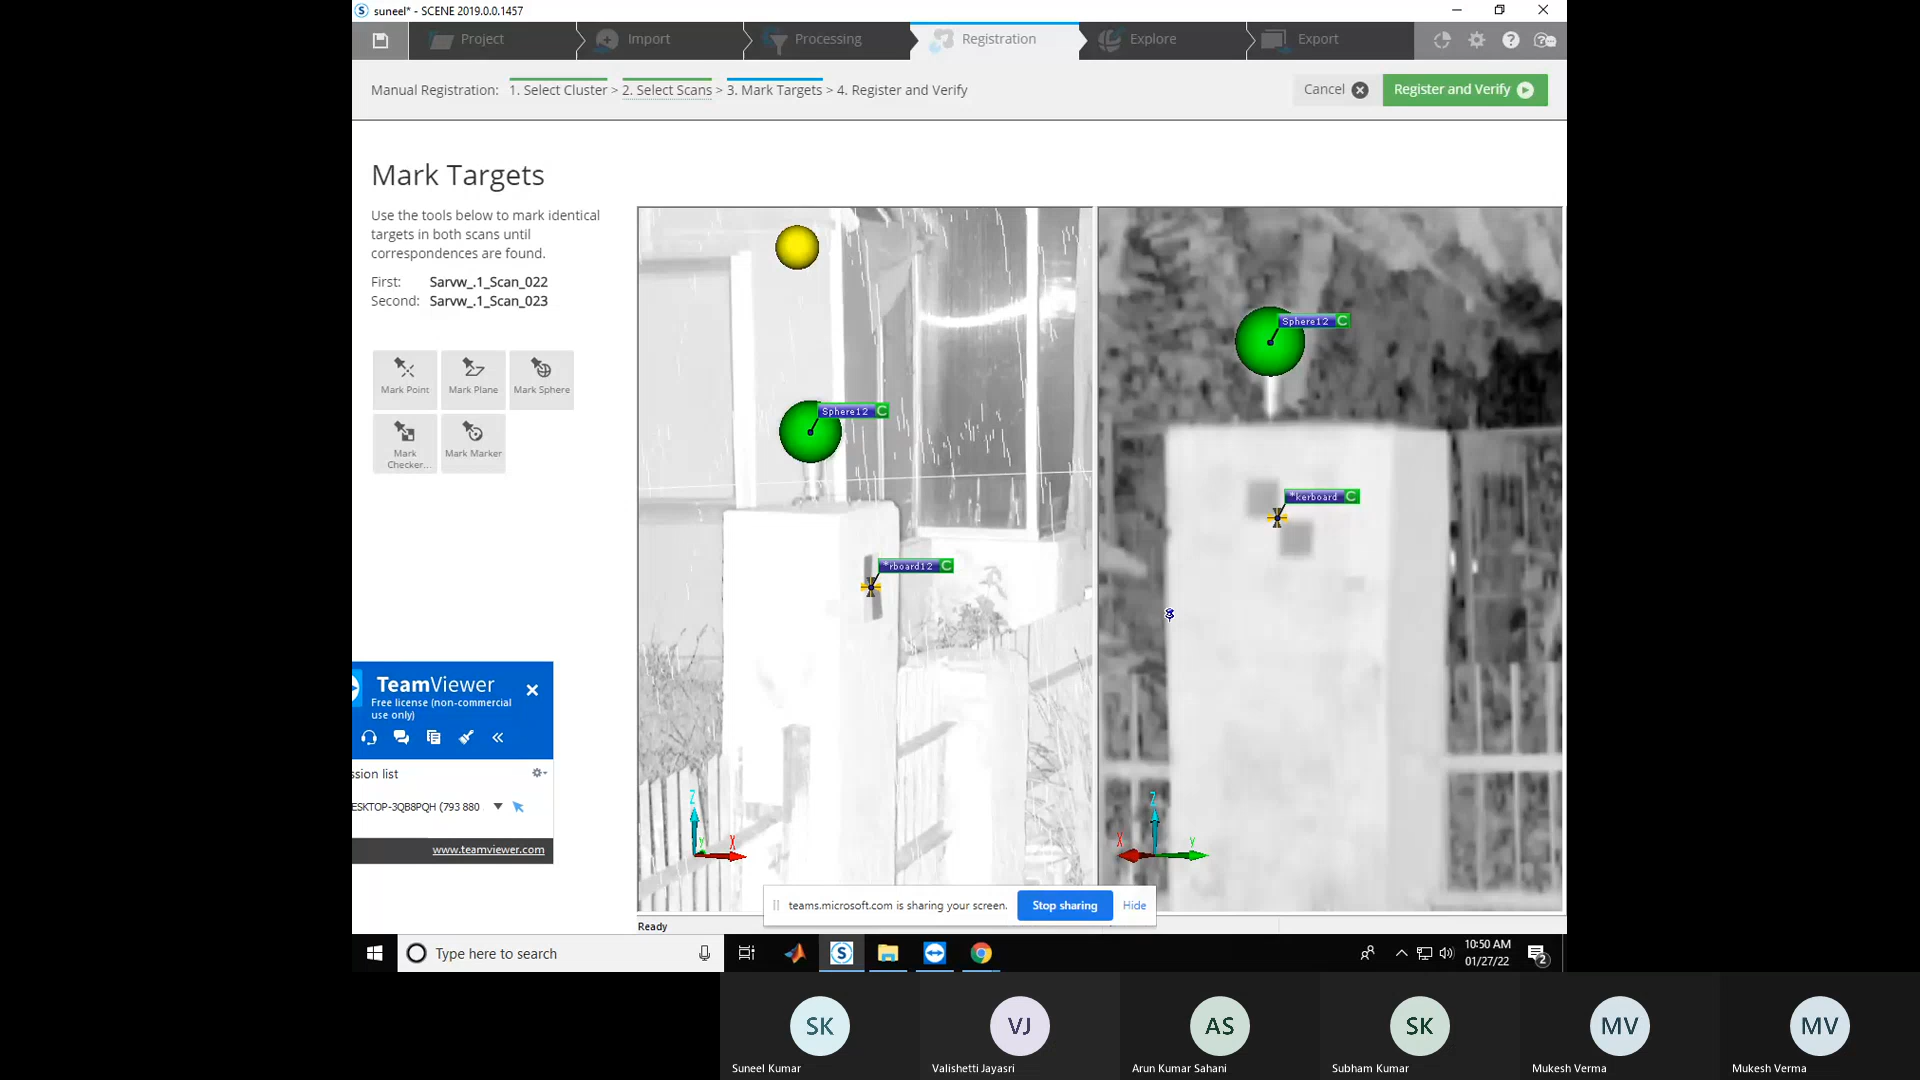 suneel* - SCENE 2019.0.0.1457
Project
Import
Processing
Registration
Explore
Export
Manual Registration: 1. Select Cluster > 2. Select Scans > 3. Mark Targets > 4. Register and Verify
Cancel
Register and Verify
Mark Targets
Use the tools below to mark identical
targets in both scans until
correspondences are found.
First: Sarvw_.1_Scan_022
Second: Sarvw_.1_Scan_023
Mark Point
Mark Plane
Mark Sphere
Mark
Checker...
Mark Marker
Sphere12 C
*rboard12 C
Z
y
X
Sphere12 C
*kerboard C
Z
X
y
TeamViewer
Free license (non-commercial
use only)
ssion list
ESKTOP-3QB8PQH (793 880
www.teamviewer.com
teams.microsoft.com is sharing your screen.
Stop sharing
Hide
Ready
Type here to search
10:50 AM
01/27/22
2
SK
Suneel Kumar
VJ
Valishetti Jayasri
AS
Arun Kumar Sahani
SK
Subham Kumar
MV
Mukesh Verma
MV
Mukesh Verma